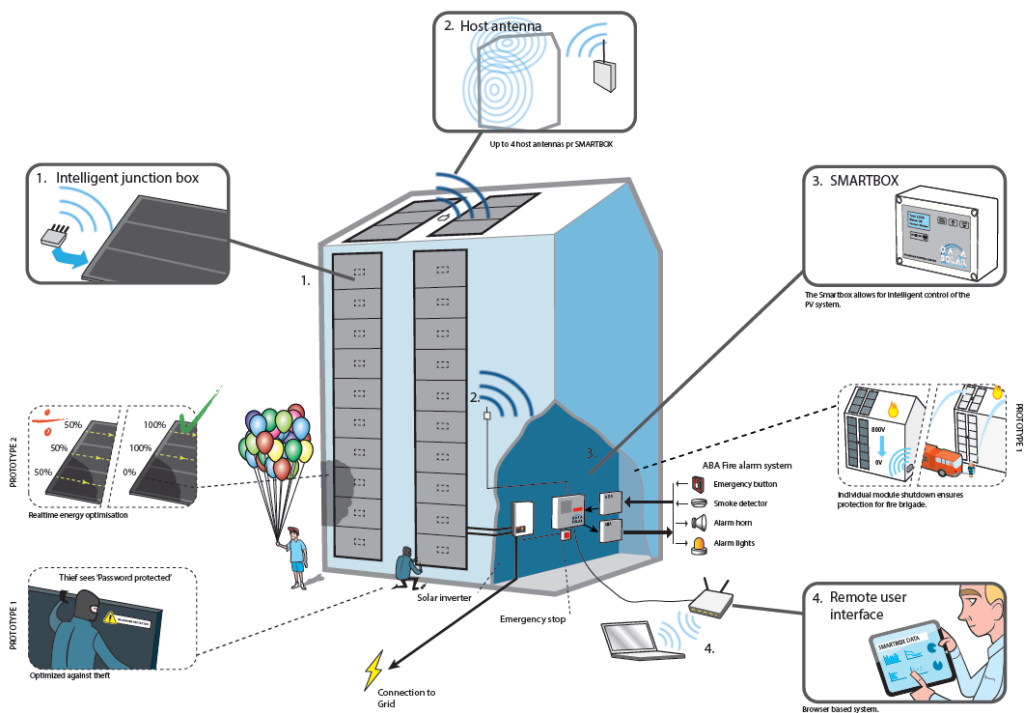 2. Host antenna
Up to 4 host antennas pr SMARTBOX
1. Intelligent junction box
3. SMARTBOX
The Smartbox allows for intelligent control of the
PV system.
1.
2.
3.
PROTOTYPE 2
50%
50%
50%
100%
100%
0%
Realtime energy optimisation
ABA Fire alarm system
Emergency button
Smoke detector
Alarm horn
Alarm lights
PROTOTYPE 1
800V
0V
Individual module shutdown ensures
protection for fire brigade.
PROTOTYPE 1
Thief sees ‘Password protected’
Optimized against theft
Solar inverter
Emergency stop
Connection to
Grid
4.
4. Remote user
interface
SMARTBOX DATA
Browser based system.